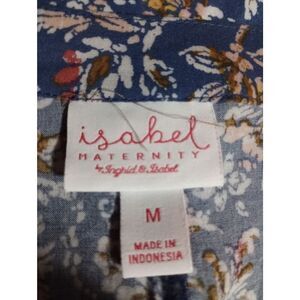 isabel
MATERNITY
by Ingrid & Isabel
M
MADE IN
INDONESIA